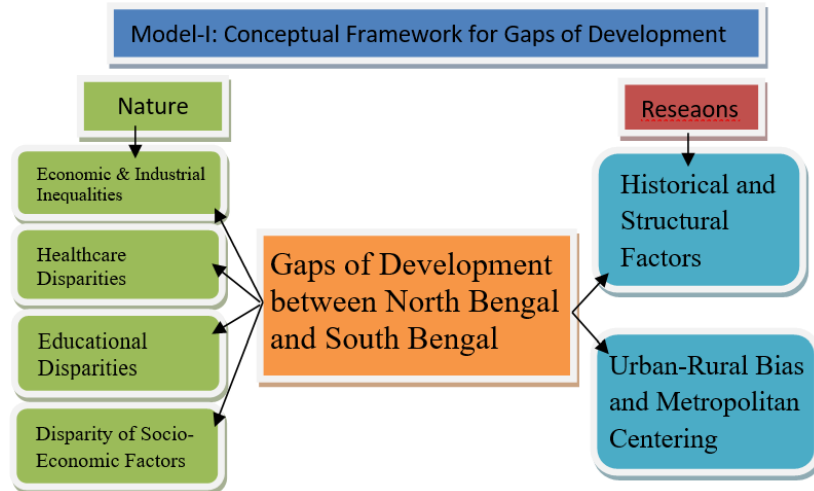 Model-I: Conceptual Framework for Gaps of Development
Nature
Economic & Industrial
Inequalities
Healthcare
Disparities
Educational
Disparities
Disparity of Socio-
Economic Factors
Gaps of Development
between North Bengal
and South Bengal
Reseaons
Historical and
Structural
Factors
Urban-Rural Bias
and Metropolitan
Centering